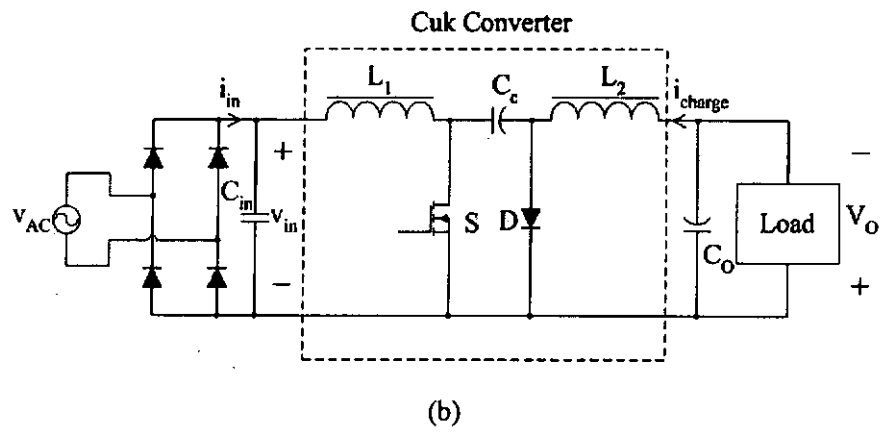 Cuk Converter
L1
Cc
L2
iin
icharge
+
−
vAC
Cin
vin
S
D
CO
Load
VO
−
+
(b)